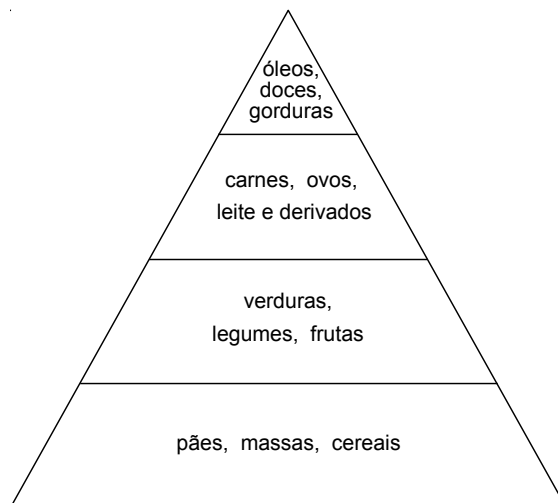 óleos,
doces,
gorduras
carnes, ovos,
leite e derivados
verduras,
legumes, frutas
pães, massas, cereais